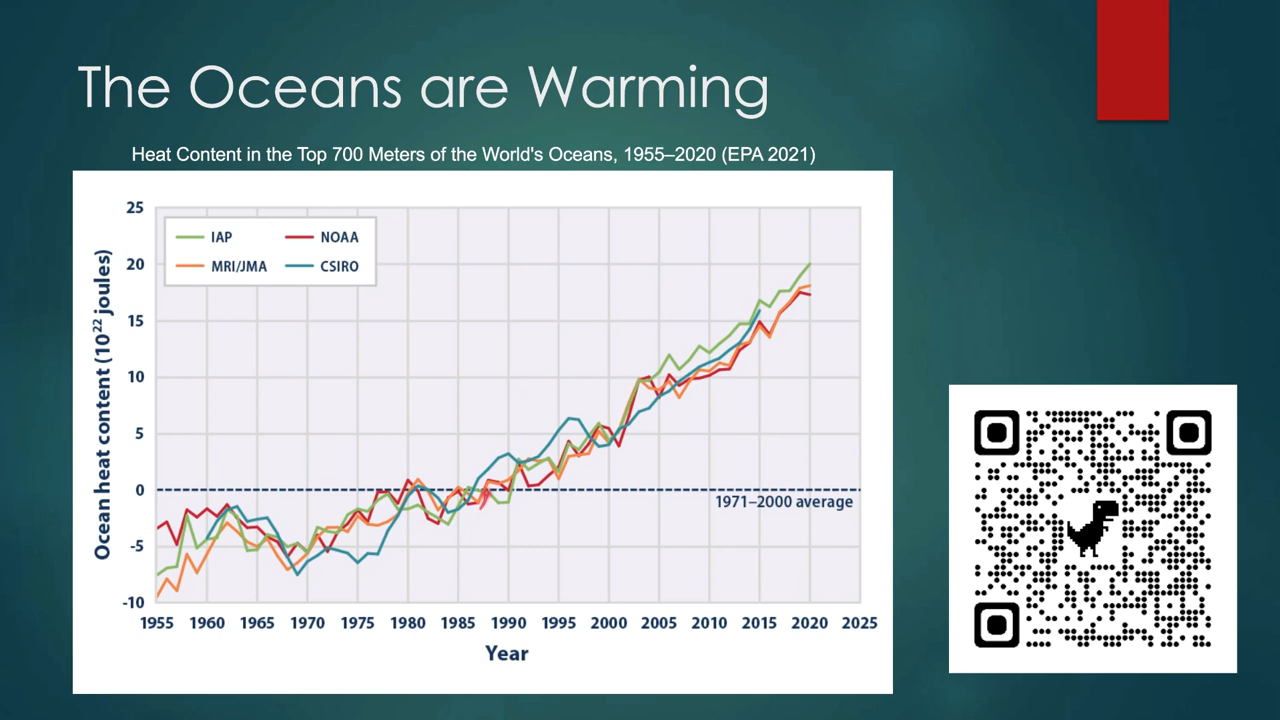 The Oceans are Warming
Heat Content in the Top 700 Meters of the World's Oceans, 1955–2020 (EPA 2021)
Ocean heat content (10²² joules)
25
20
15
10
5
0
-5
-10
IAP NOAA
MRI/JMA CSIRO
1971–2000 average
1955 1960 1965 1970 1975 1980 1985 1990 1995 2000 2005 2010 2015 2020 2025
Year